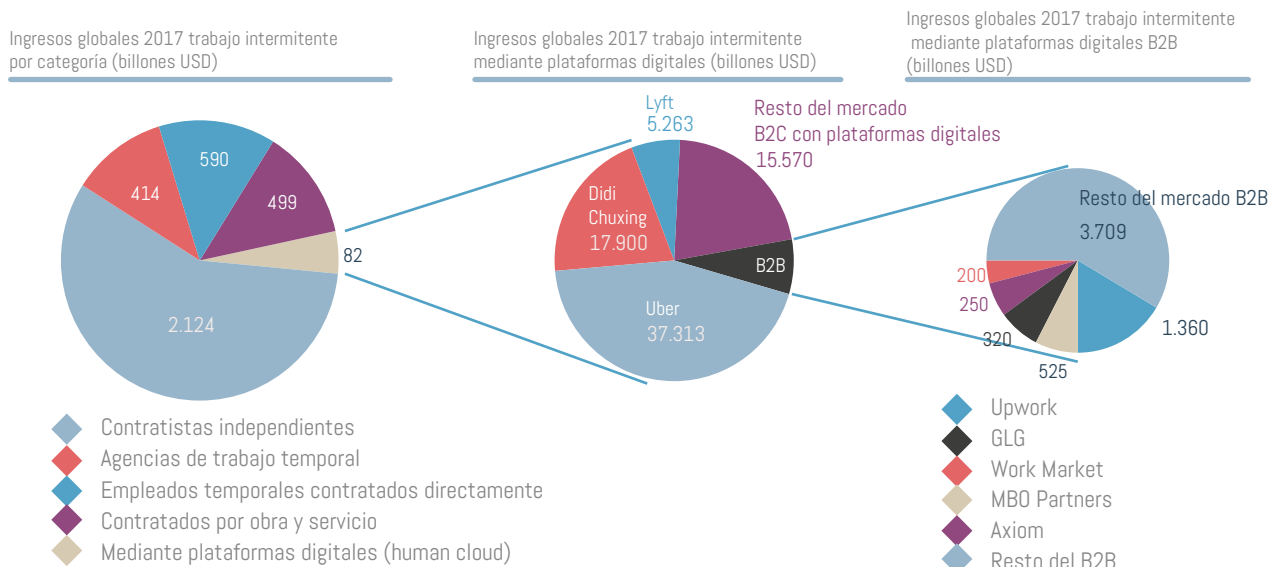 Ingresos globales 2017 trabajo intermitente
por categoría (billones USD)
590
414
499
82
2.124
Contratistas independientes
Agencias de trabajo temporal
Empleados temporales contratados directamente
Contratados por obra y servicio
Mediante plataformas digitales (human cloud)
Ingresos globales 2017 trabajo intermitente
mediante plataformas digitales (billones USD)
Lyft
5.263
Resto del mercado
B2C con plataformas digitales
15.570
Didi
Chuxing
17.900
B2B
Uber
37.313
Ingresos globales 2017 trabajo intermitente
mediante plataformas digitales B2B
(billones USD)
Resto del mercado B2B
3.709
200
250
320
525
1.360
Upwork
GLG
Work Market
MBO Partners
Axiom
Resto del B2B